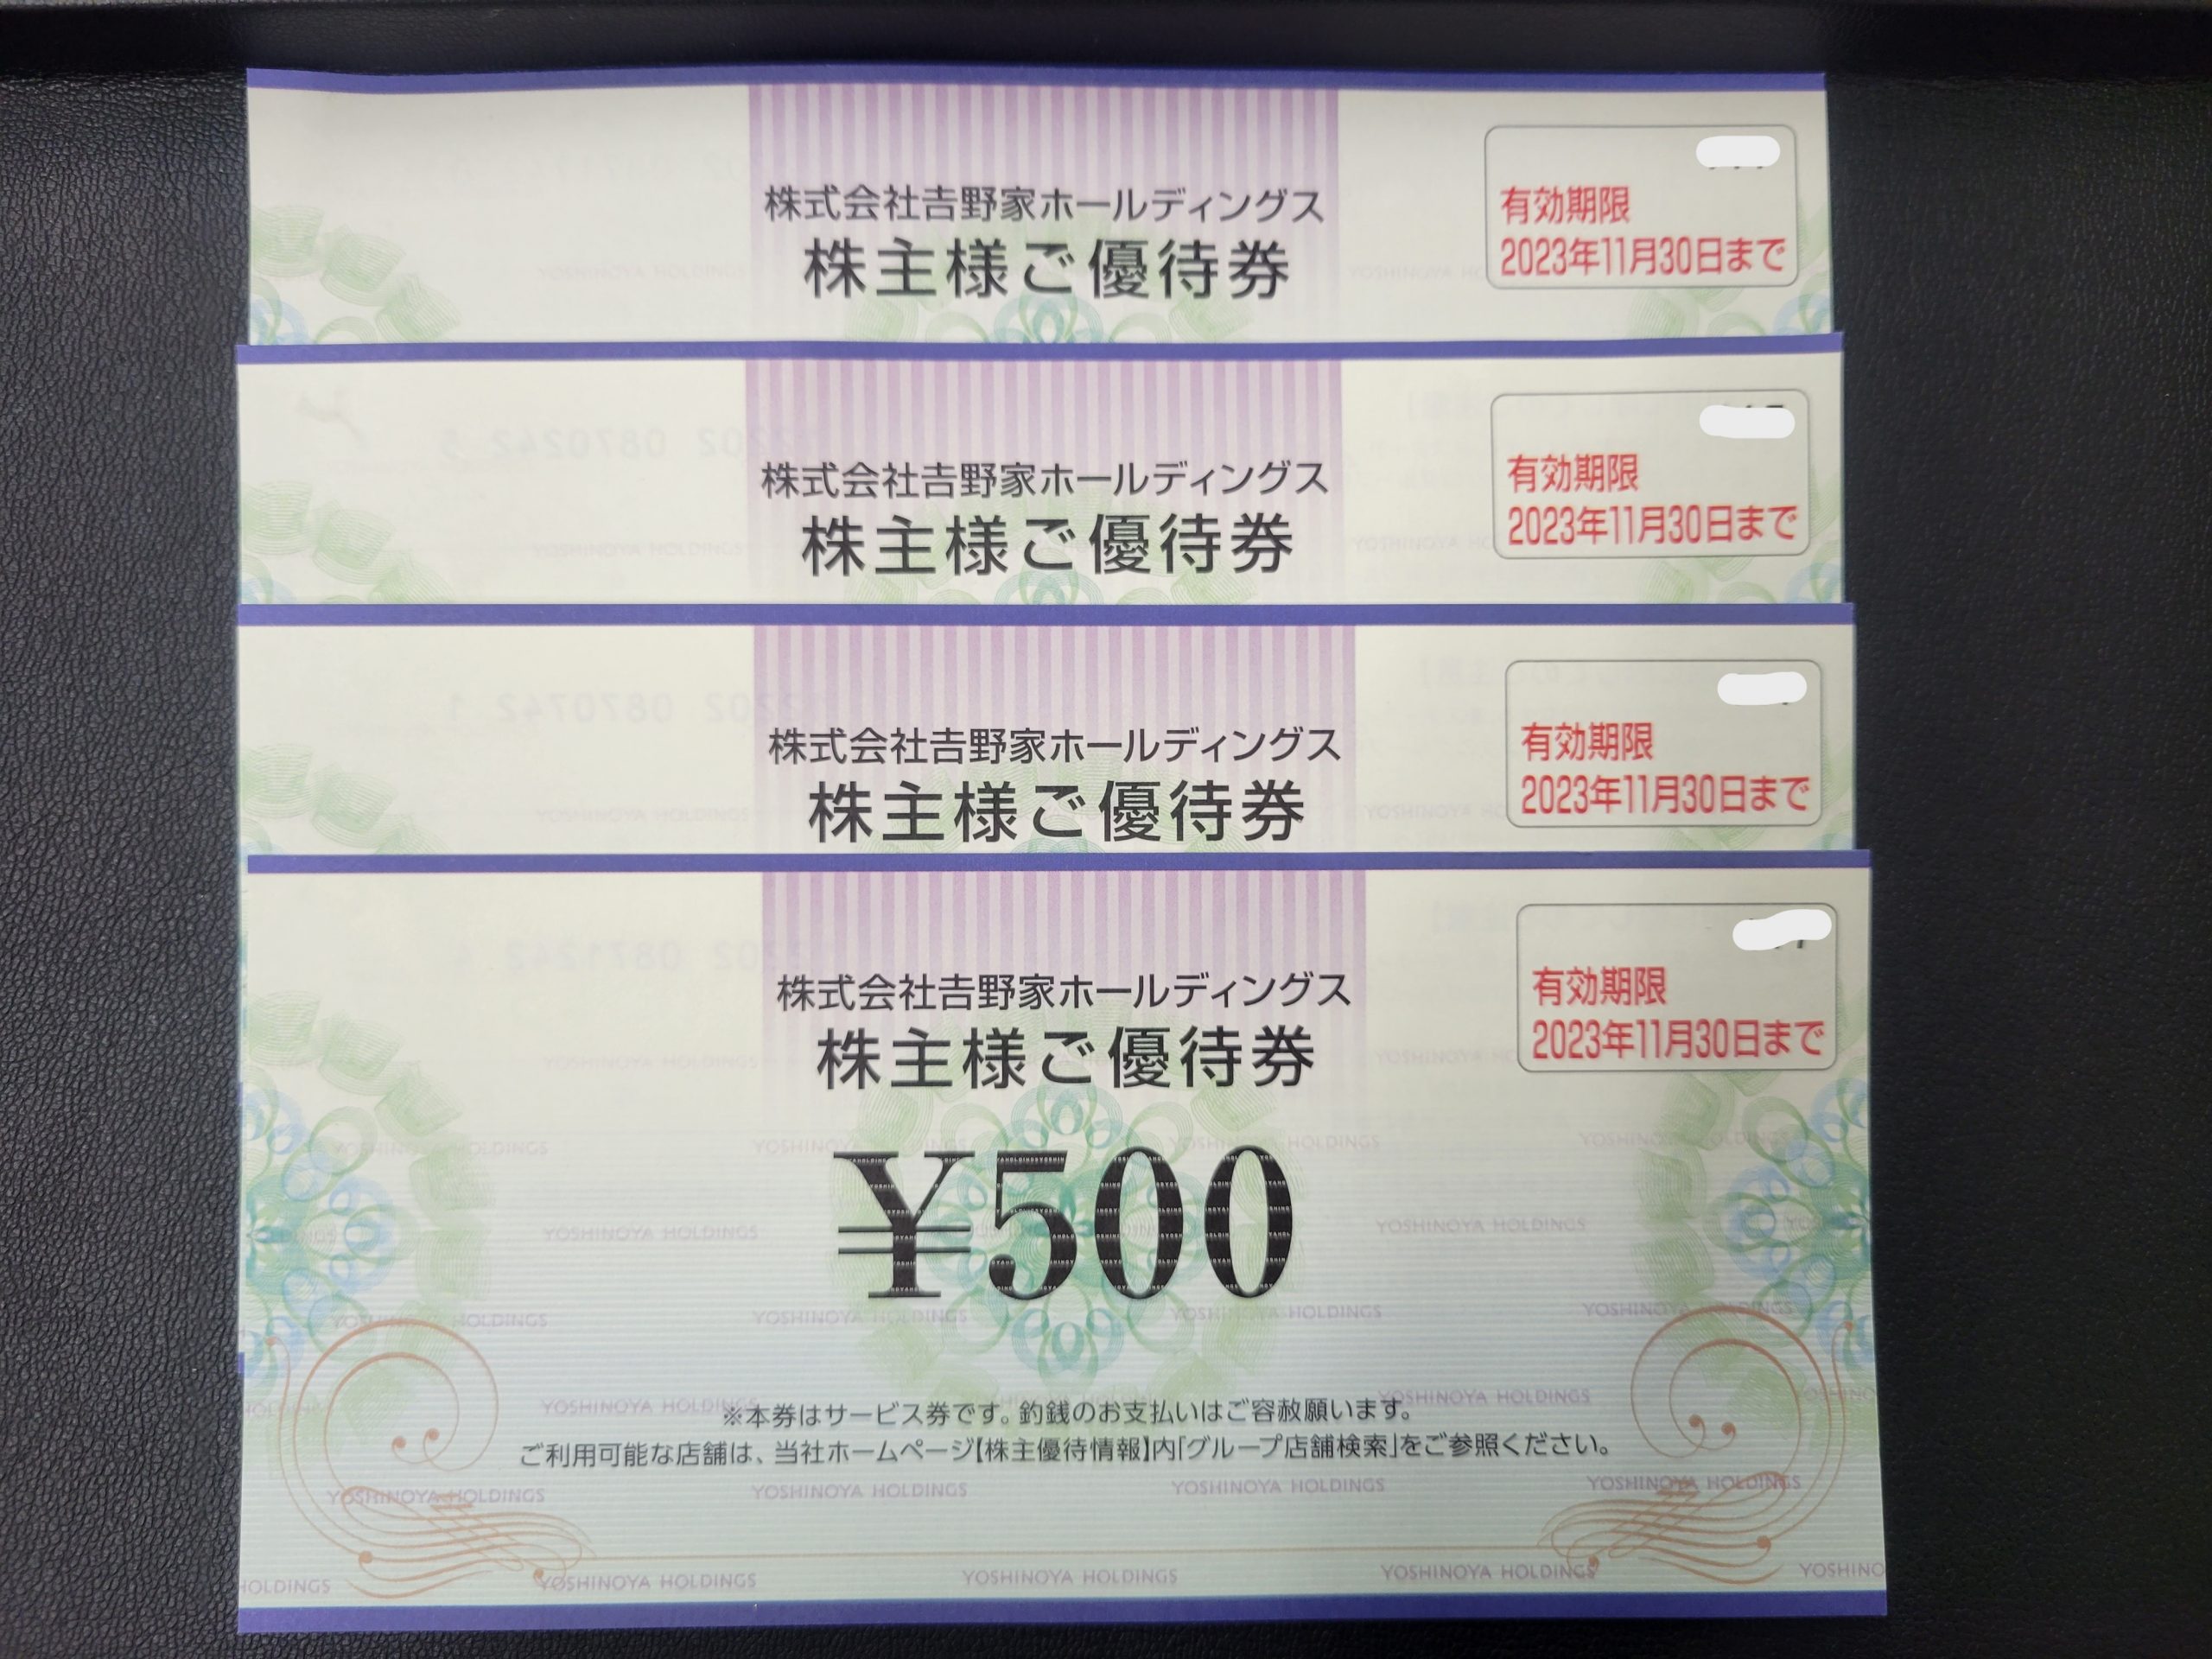 株式会社吉野家ホールディングス
株主様ご優待券
有効期限
2023年11月30日まで
株式会社吉野家ホールディングス
株主様ご優待券
有効期限
2023年11月30日まで
株式会社吉野家ホールディングス
株主様ご優待券
有効期限
2023年11月30日まで
株式会社吉野家ホールディングス
株主様ご優待券
有効期限
2023年11月30日まで
¥500
※本券はサービス券です。釣銭のお支払いはご容赦願います。
ご利用可能な店舗は、当社ホームページ【株主優待情報】内「グループ店舗検索」をご参照ください。
YOSHINOYA HOLDINGS